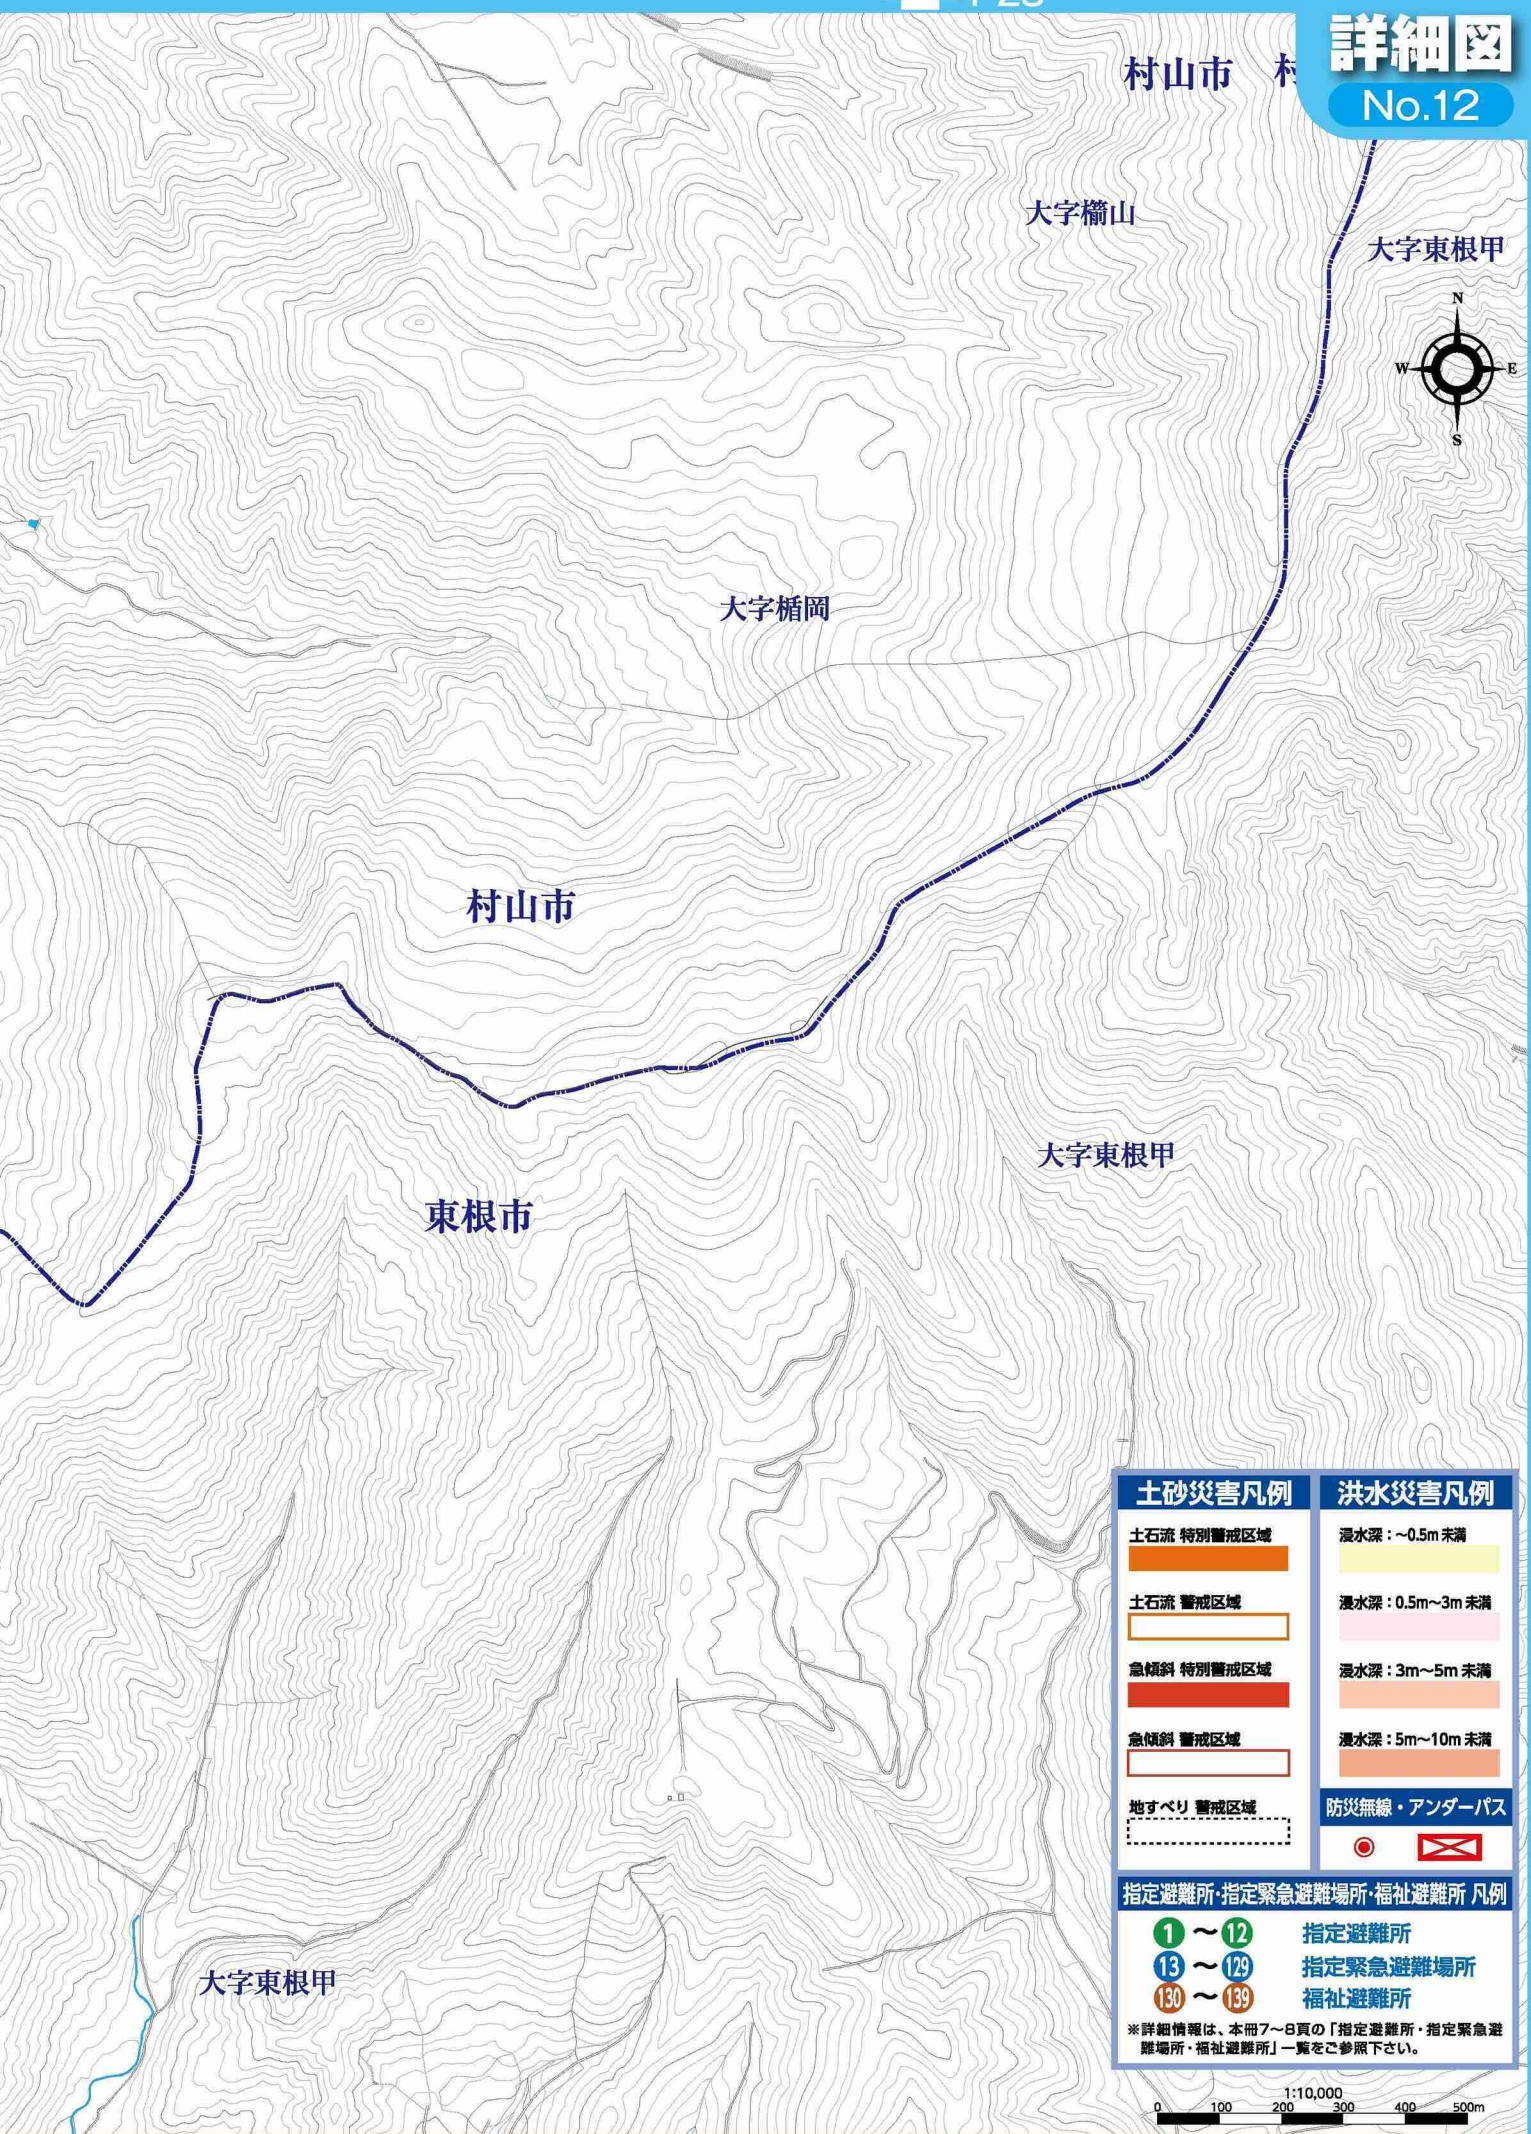 詳細図
No.12
村山市
大字櫤山
大字東根甲
N
W
E
S
大字楯岡
村山市
大字東根甲
東根市
大字東根甲
土砂災害凡例
土石流 特別警戒区域
土石流 警戒区域
急傾斜 特別警戒区域
急傾斜 警戒区域
地すべり 警戒区域
洪水災害凡例
浸水深：～0.5m 未満
浸水深：0.5m～3m 未満
浸水深：3m～5m 未満
浸水深：5m～10m 未満
防災無線・アンダーパス
指定避難所・指定緊急避難場所・福祉避難所 凡例
1 ～ 12 指定避難所
13 ～ 129 指定緊急避難場所
130 ～ 139 福祉避難所
※詳細情報は、本冊7～8頁の「指定避難所・指定緊急避
難場所・福祉避難所」一覧をご参照下さい。
1:10,000
0 100 200 300 400 500m